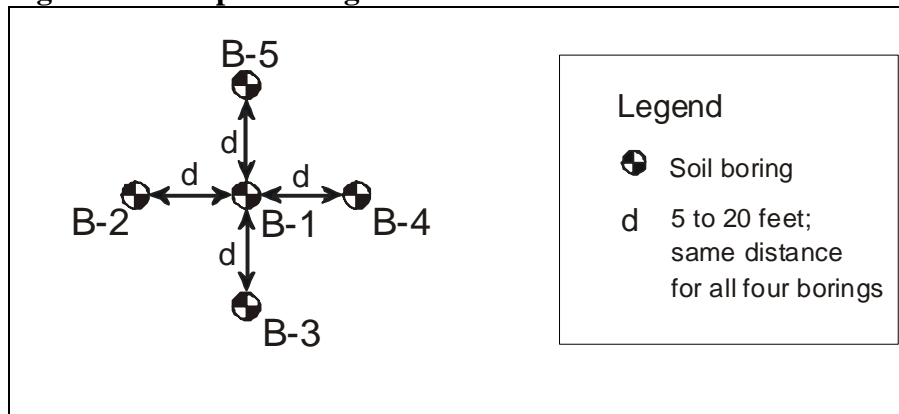 B-5
d
d
d
B-2
B-1
B-4
d
B-3
Legend
Soil boring
d 5 to 20 feet;
same distance
for all four borings